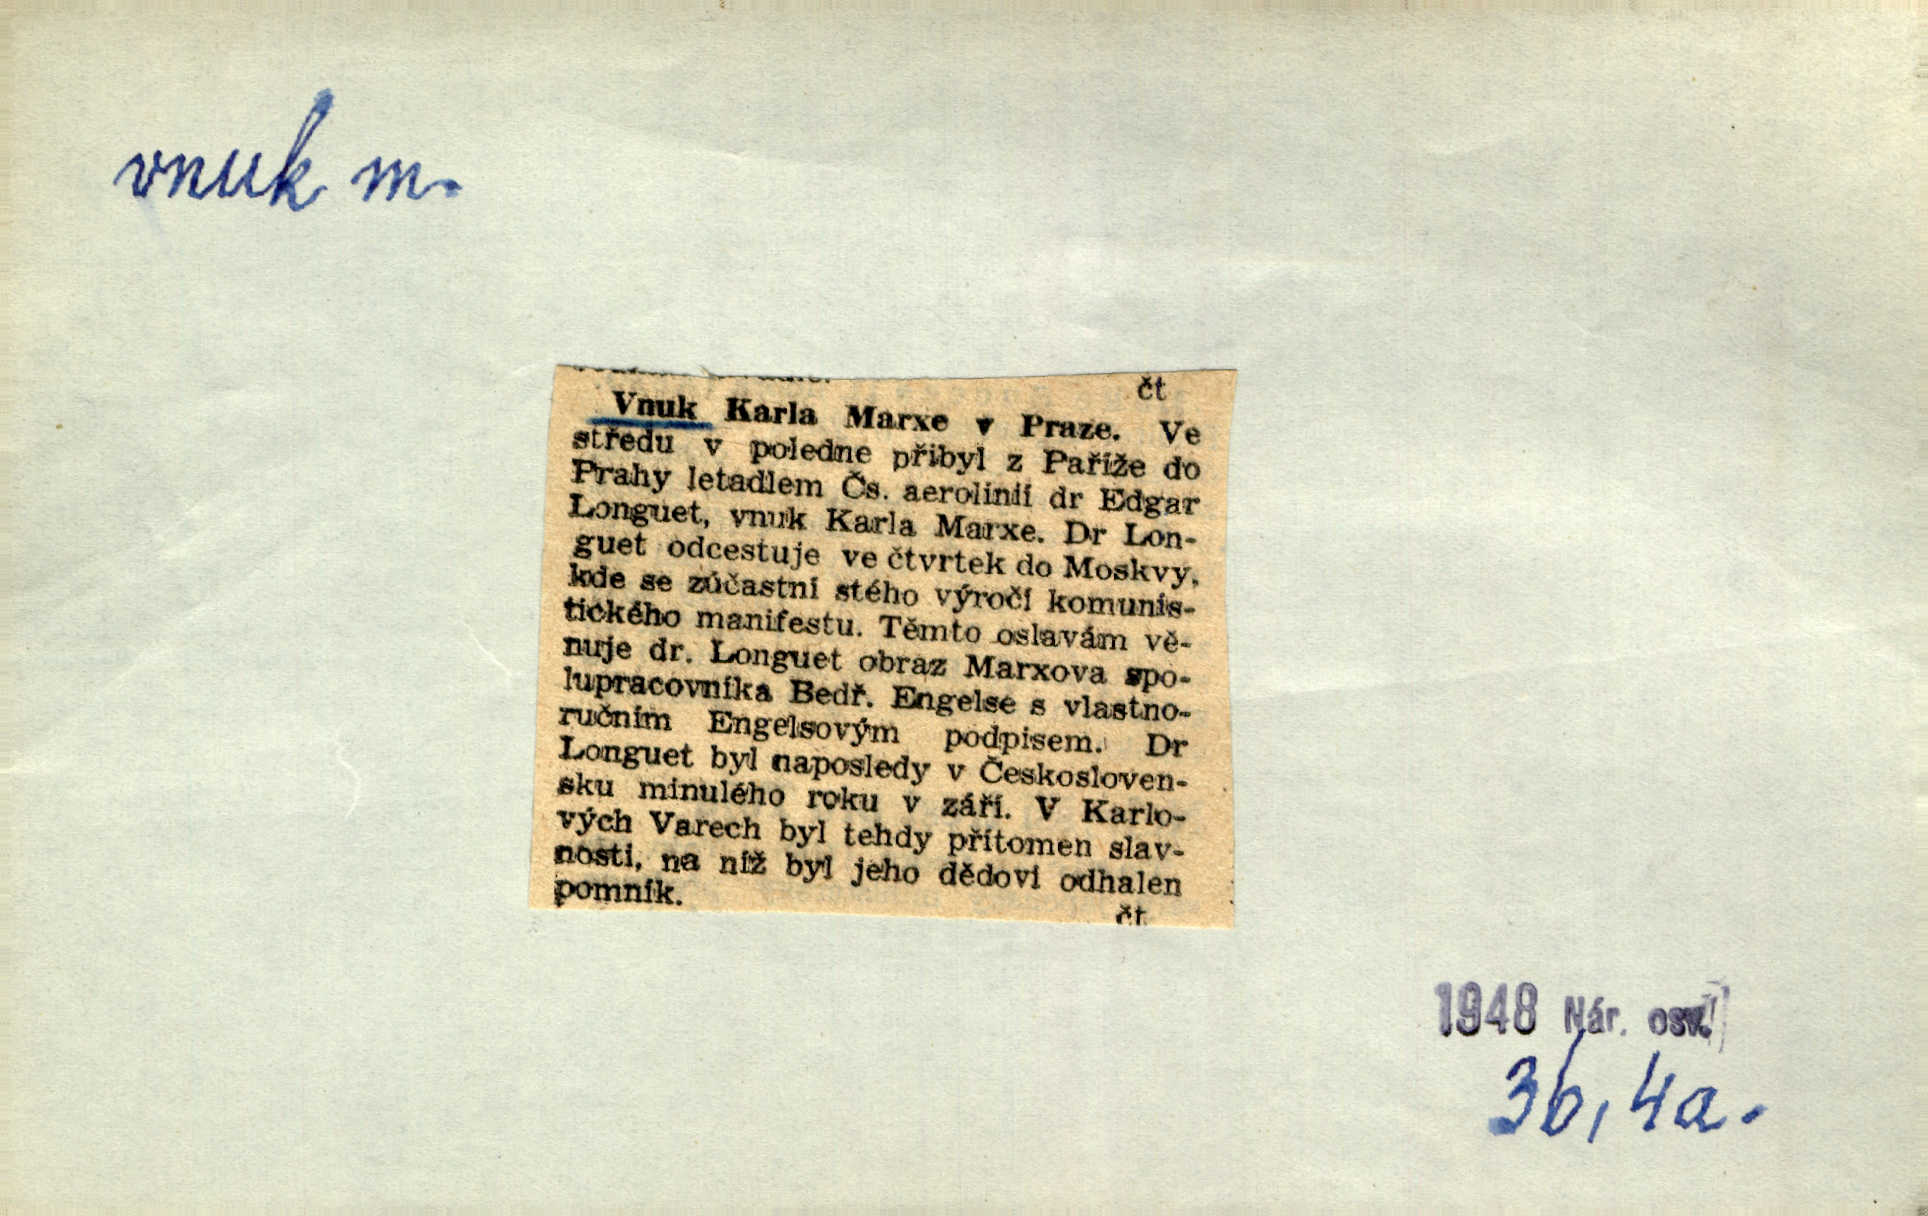 vnuk m.
čt
Vnuk Karla Marxe v Praze. Ve
středu v poledne přibyl z Paříže do
Prahy letadlem Čs. aerolinií dr Edgar
Longuet, vnuk Karla Marxe. Dr Lon-
guet odcestuje ve čtvrtek do Moskvy,
kde se zúčastní stého výročí komunis-
tického manifestu. Těmto oslavám vě-
nuje dr. Longuet obraz Marxova spo-
lupracovníka Bedř. Engelse s vlastno-
ručním Engelsovým podpisem. Dr
Longuet byl naposledy v Českosloven-
sku minulého roku v září. V Karlo-
vých Varech byl tehdy přítomen slav-
nosti, na níž byl jeho dědovi odhalen
pomník.
čt
1948 Nár. osv.
3b, 4a.